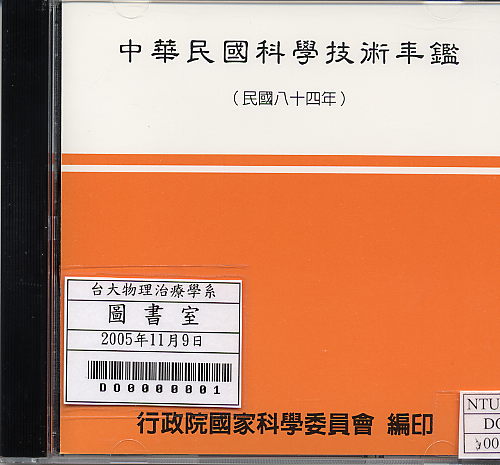 中華民國科學技術年鑑
(民國八十四年)
台大物理治療學系
圖書室
2005年11月9日
D00000001
行政院國家科學委員會 編印
NTU